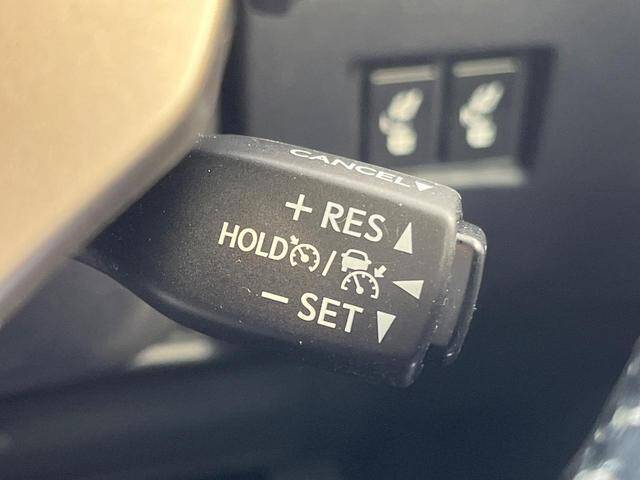 CANCEL▼
+ RES ▲
HOLD / ◀
− SET ▼